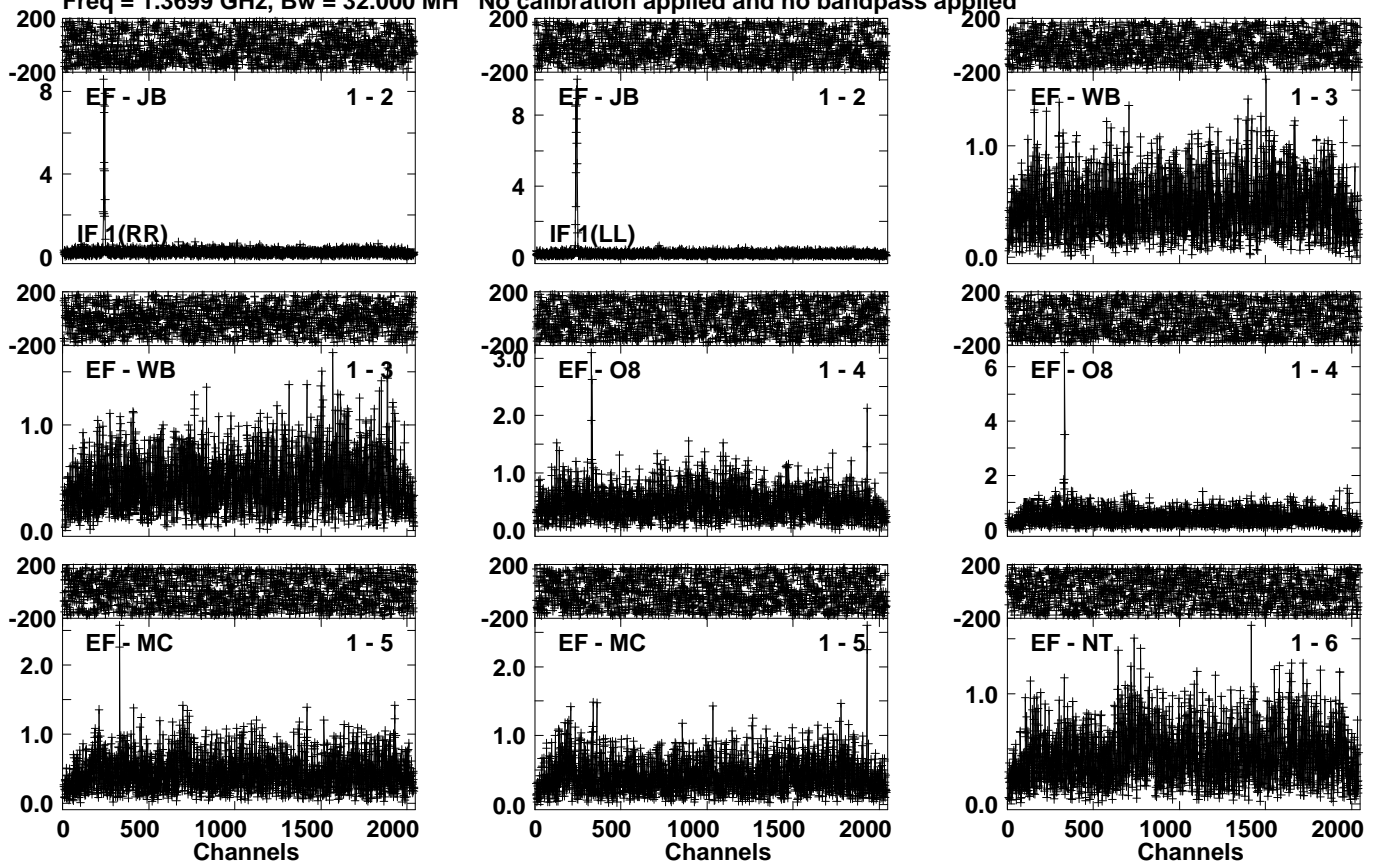 Freq = 1.3699 GHz, Bw = 32.000 MH No calibration applied and no bandpass applied
200 200 200
-200 -200 -200
EF - JB 1 - 2 EF - JB 1 - 2 EF - WB 1 - 3
8 8 1.0
4 4
IF 1(RR) IF 1(LL)
0 0 0.0
200 200 200
-200 -200 -200
EF - WB 1 - 3 EF - O8 1 - 4 EF - O8 1 - 4
3.0 6
1.0 2.0 4
1.0 2
0.0 0.0 0
200 200 200
-200 -200 -200
EF - MC 1 - 5 EF - MC 1 - 5 EF - NT 1 - 6
2.0 2.0
1.0 1.0 1.0
0.0 0.0 0.0
0 500 1000 1500 2000 0 500 1000 1500 2000 0 500 1000 1500 2000
Channels Channels Channels